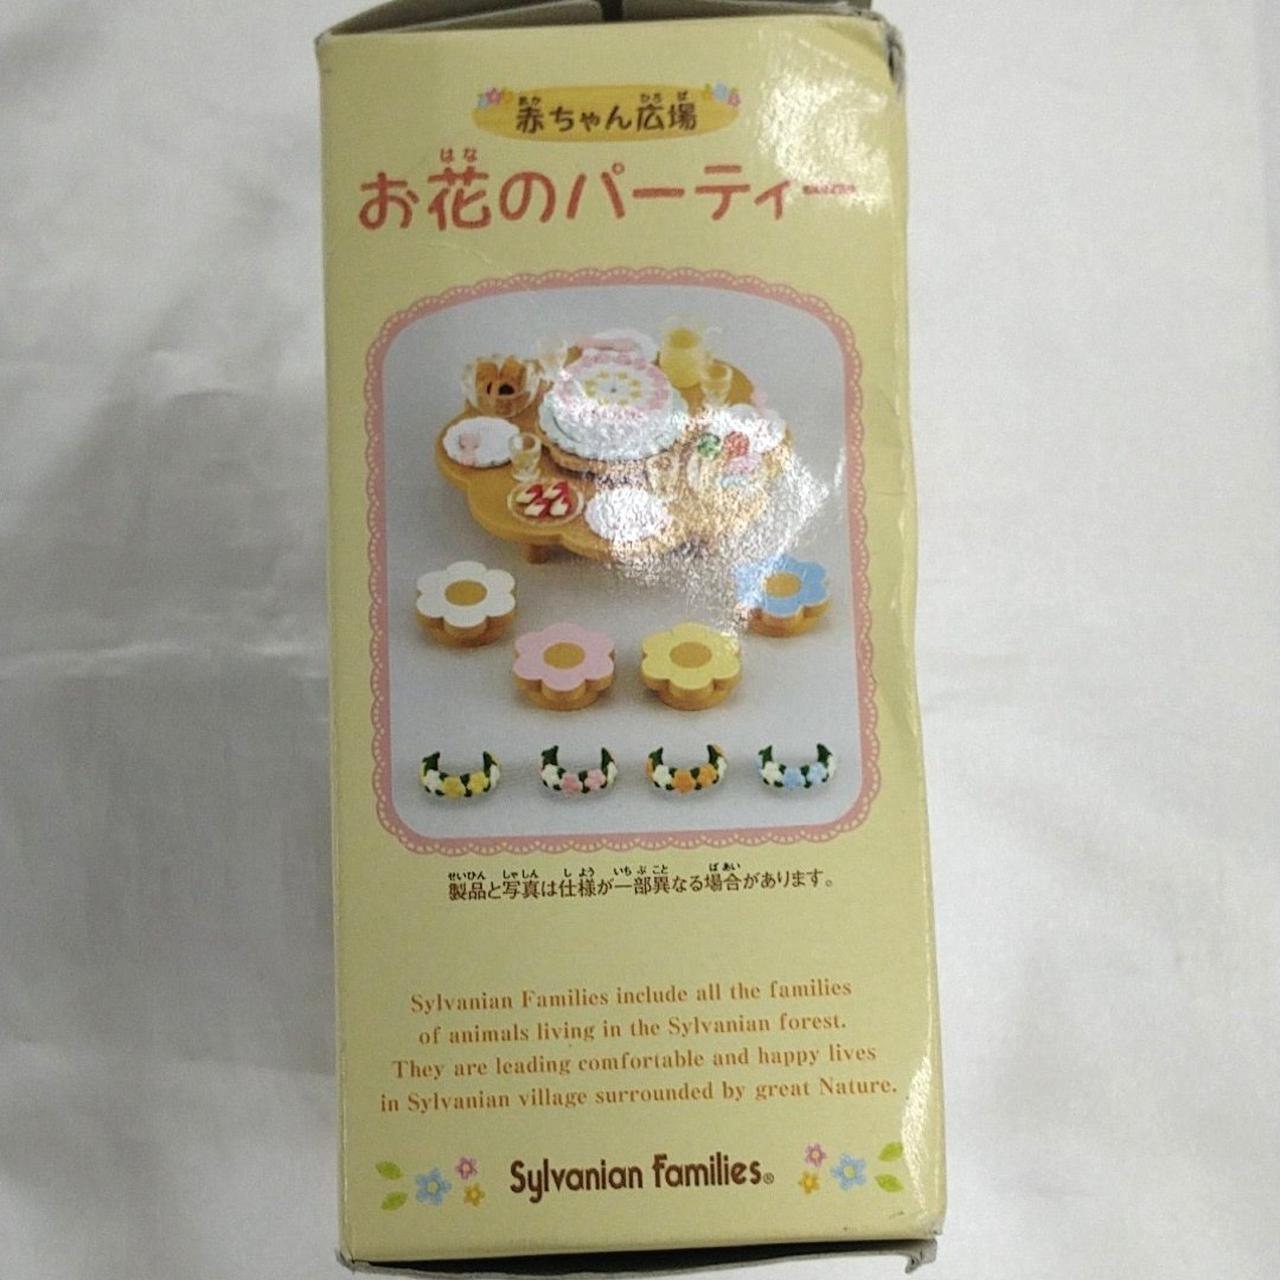 赤ちゃん広場
お花のパーティー
製品と写真は仕様が一部異なる場合があります。
Sylvanian Families include all the families
of animals living in the Sylvanian forest.
They are leading comfortable and happy lives
in Sylvanian village surrounded by great Nature.
Sylvanian Families®